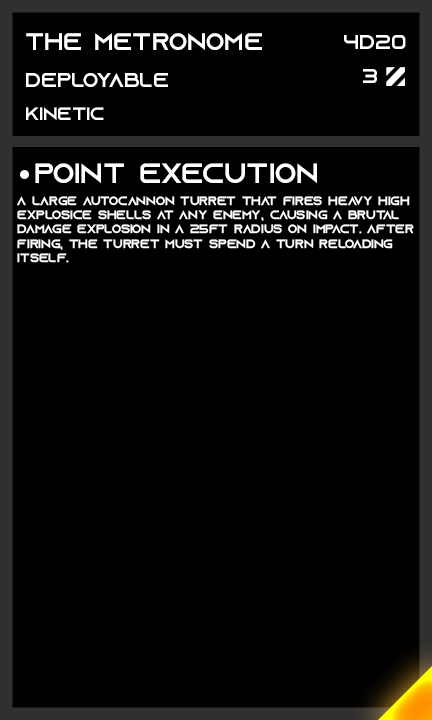 THE METRONOME 4D20
DEPLOYABLE 3
KINETIC
•POINT EXECUTION
A LARGE AUTOCANNON TURRET THAT FIRES HEAVY HIGH
EXPLOSICE SHELLS AT ANY ENEMY, CAUSING A BRUTAL
DAMAGE EXPLOSION IN A 25FT RADIUS ON IMPACT. AFTER
FIRING, THE TURRET MUST SPEND A TURN RELOADING
ITSELF.